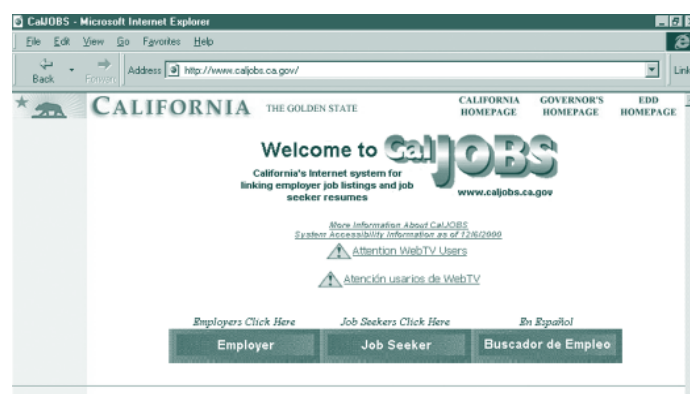 CalJOBS - Microsoft Internet Explorer
File Edit View Go Favorites Help
Back Forward Address http://www.caljobs.ca.gov/ Link
CALIFORNIA THE GOLDEN STATE CALIFORNIA HOMEPAGE GOVERNOR'S HOMEPAGE EDD HOMEPAGE
Welcome to CalJOBS
California's Internet system for
linking employer job listings and job
seeker resumes
www.caljobs.ca.gov
More Information About CalJOBS
System Accessibility Information as of 12/6/2000
Attention WebTV Users
Atención usarios de WebTV
Employers Click Here Job Seekers Click Here En Español
Employer Job Seeker Buscador de Empleo